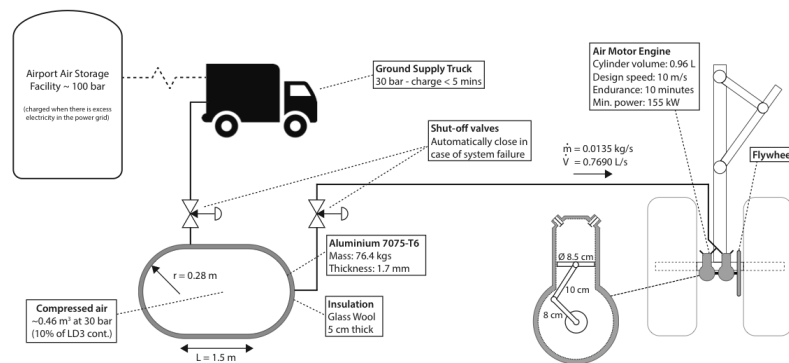 Airport Air Storage
Facility ~ 100 bar
(charged when there is excess
electricity in the power grid)
Ground Supply Truck
30 bar - charge < 5 mins
Shut-off valves
Automatically close in
case of system failure
Air Motor Engine
Cylinder volume: 0.96 L
Design speed: 10 m/s
Endurance: 10 minutes
Min. power: 155 kW
ṁ = 0.0135 kg/s
V̇ = 0.7690 L/s
Flywheel
r = 0.28 m
Aluminium 7075-T6
Mass: 76.4 kgs
Thickness: 1.7 mm
Compressed air
~0.46 m³ at 30 bar
(10% of LD3 cont.)
Insulation
Glass Wool
5 cm thick
L = 1.5 m
Ø 8.5 cm
10 cm
8 cm